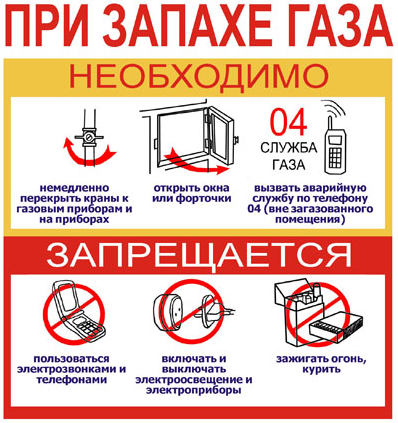 ПРИ ЗАПАХЕ ГАЗА
НЕОБХОДИМО
04
СЛУЖБА
ГАЗА
немедленно
перекрыть краны к
газовым приборам и
на приборах
открыть окна
или форточки
вызвать аварийную
службу по телефону
04 (вне загазованного
помещения)
ЗАПРЕЩАЕТСЯ
пользоваться
электрозвонками и
телефонами
включать и
выключать
электроосвещение и
электроприборы
зажигать огонь,
курить